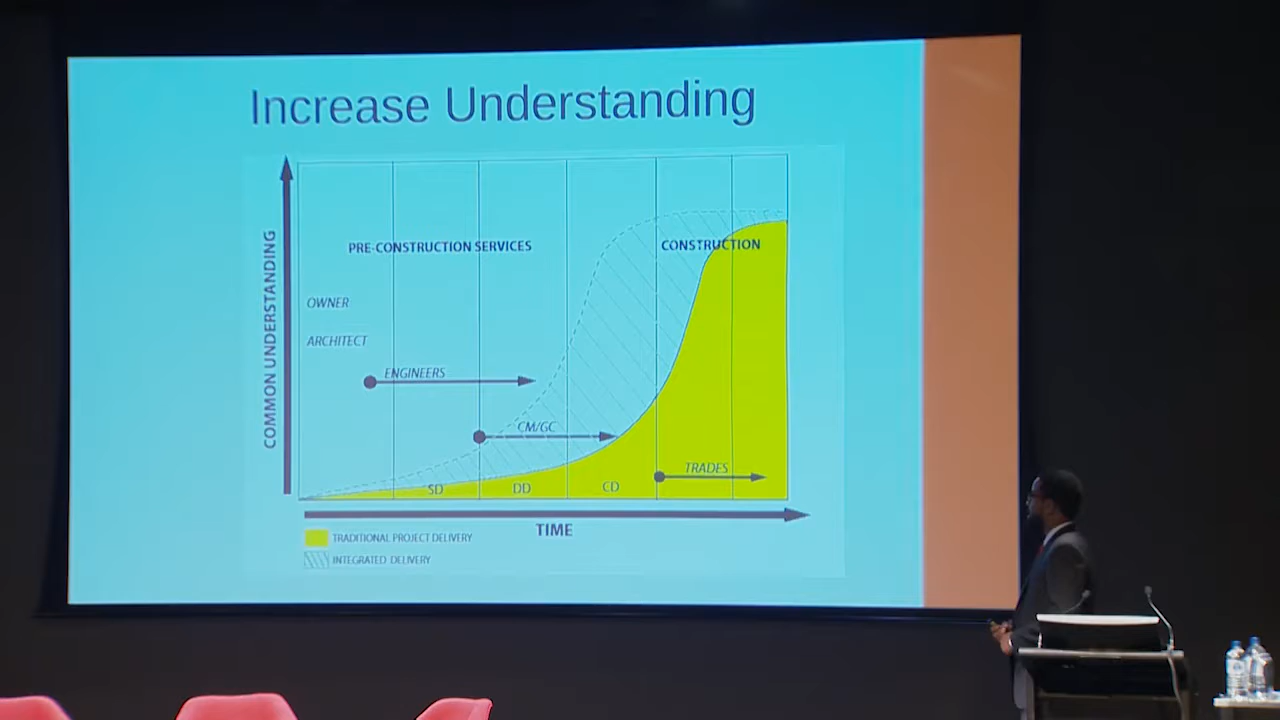 Increase Understanding
COMMON UNDERSTANDING
PRE-CONSTRUCTION SERVICES
CONSTRUCTION
OWNER
ARCHITECT
ENGINEERS
CM/GC
TRADES
SD
DD
CD
TIME
TRADITIONAL PROJECT DELIVERY
INTEGRATED DELIVERY